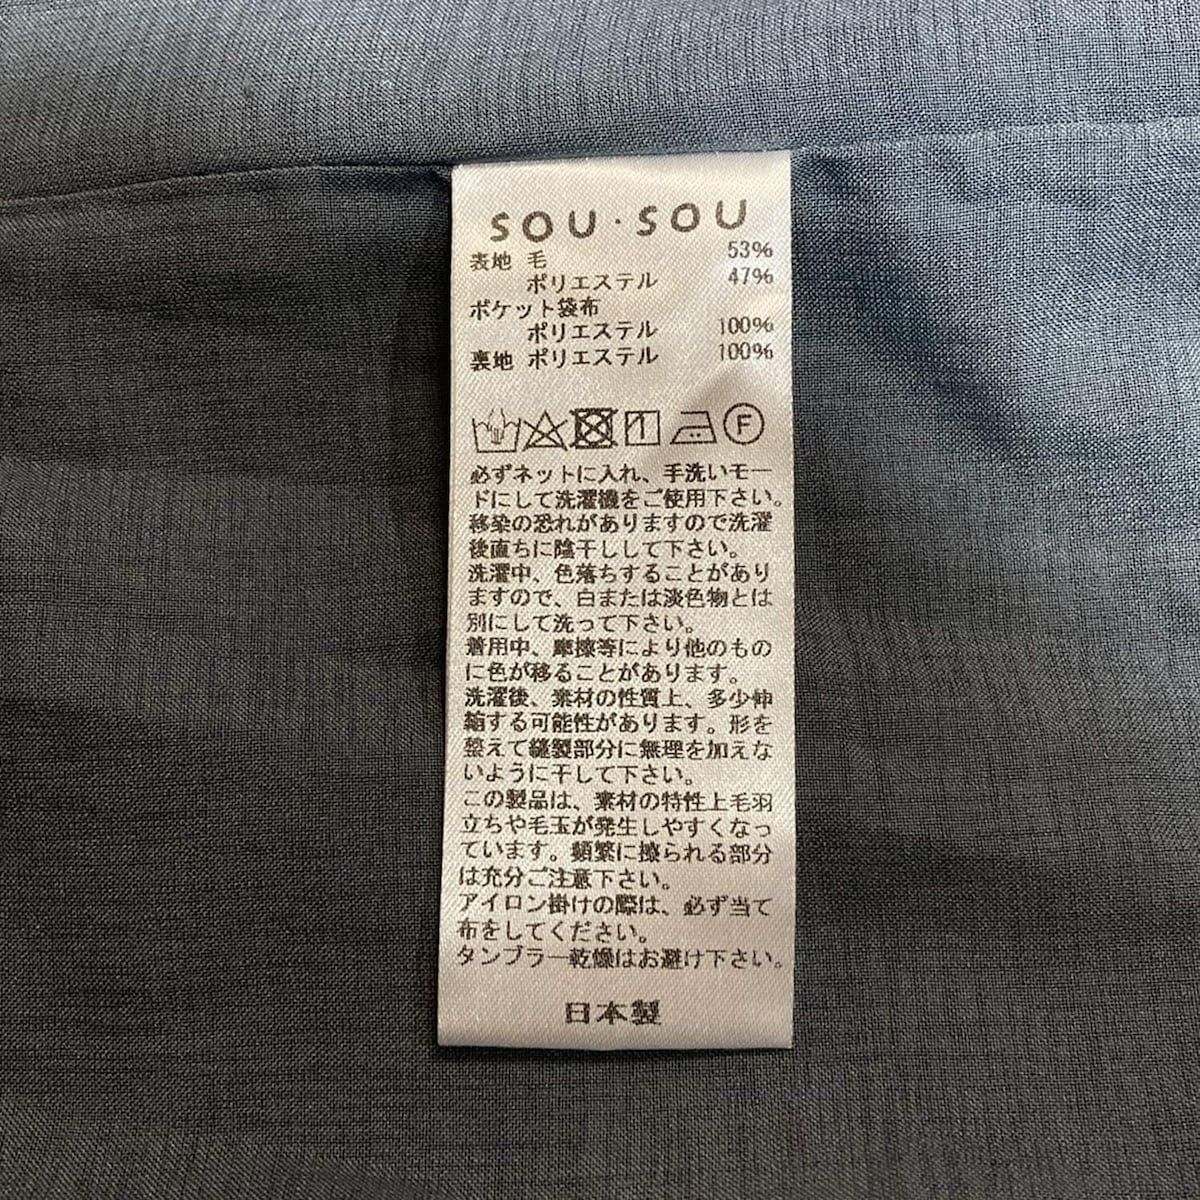 SOU・SOU
表地 毛 53%
ポリエステル 47%
ポケット袋布
ポリエステル 100%
裏地 ポリエステル 100%
F
必ずネットに入れ、手洗いモー
ドにして洗濯機をご使用下さい。
移染の恐れがありますので洗濯
後直ちに陰干しして下さい。
洗濯中、色落ちすることがあり
ますので、白または淡色物とは
別にして洗って下さい。
着用中、摩擦等により他のもの
に色が移ることがあります。
洗濯後、素材の性質上、多少伸
縮する可能性があります。形を
整えて縫製部分に無理を加えな
いように干して下さい。
この製品は、素材の特性上毛羽
立ちや毛玉が発生しやすくなっ
ています。頻繁に擦られる部分
は充分ご注意下さい。
アイロン掛けの際は、必ず当て
布をしてください。
タンブラー乾燥はお避け下さい。
日本製